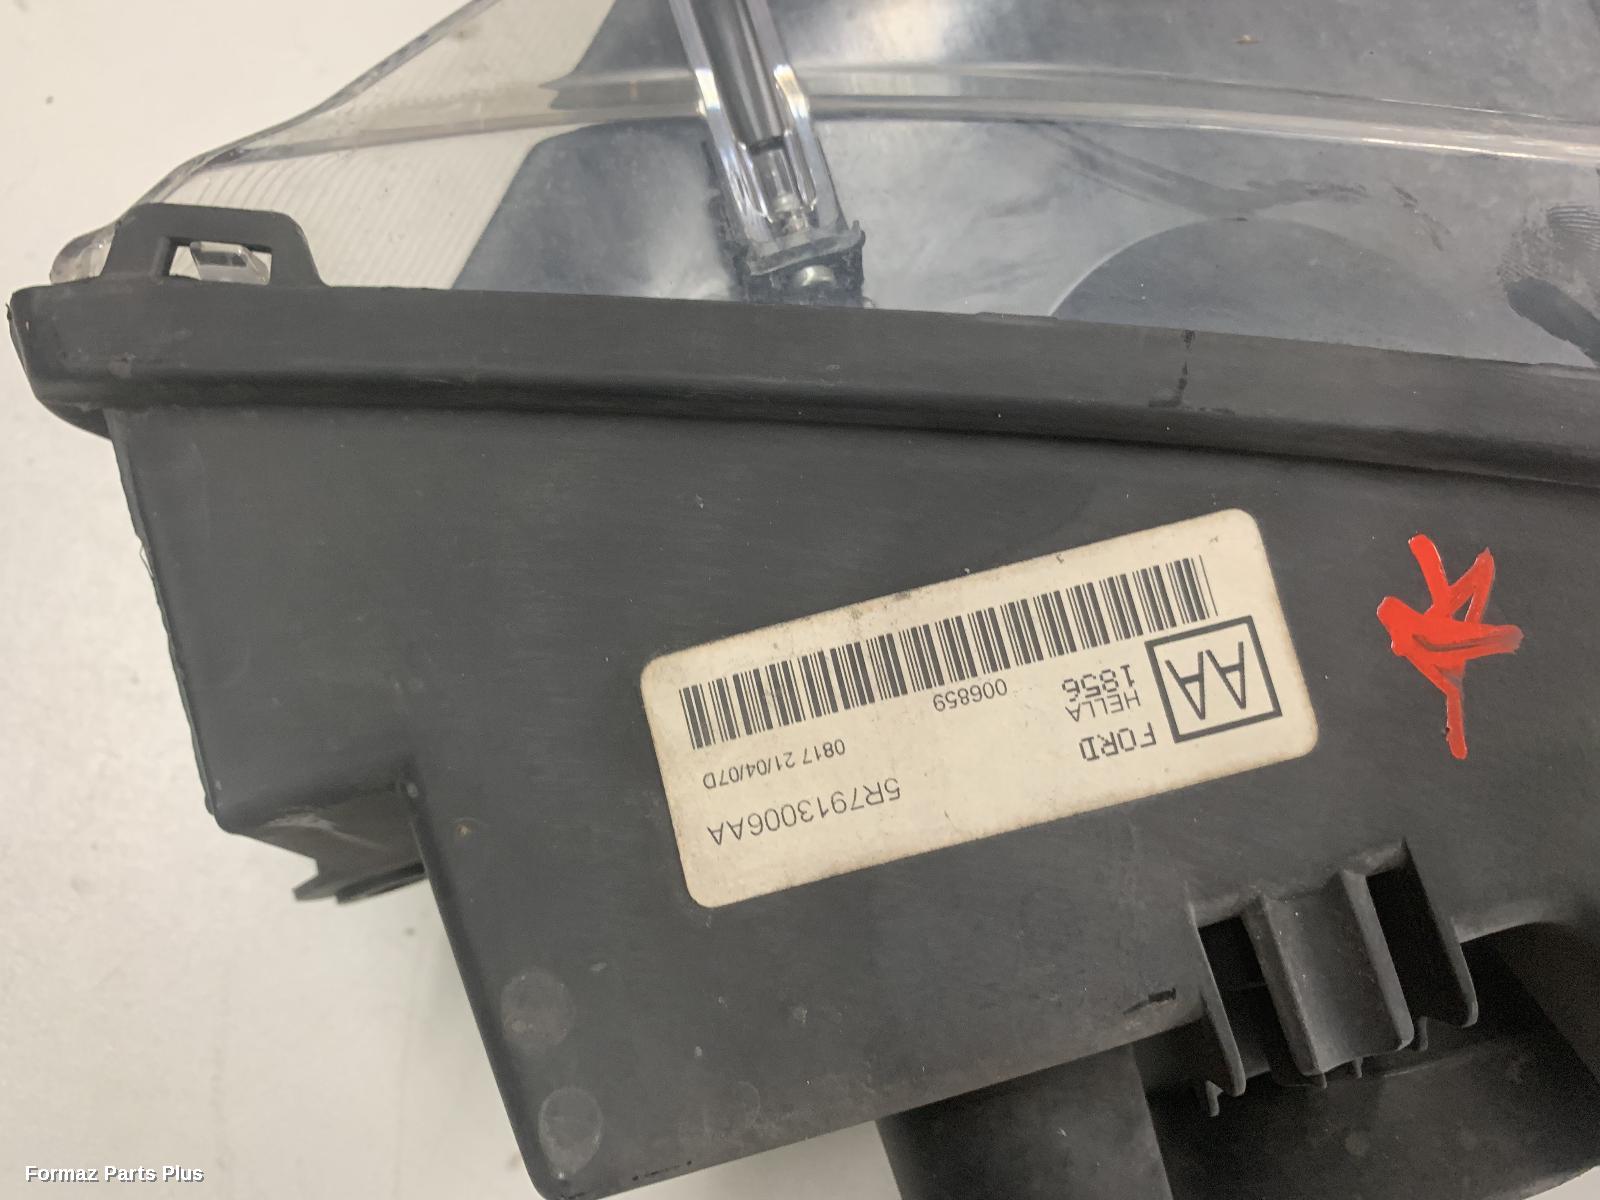 5R7913006AA
0817 21/04/07D
FORD
HELLA
1856
AA
006859
Formaz Parts Plus